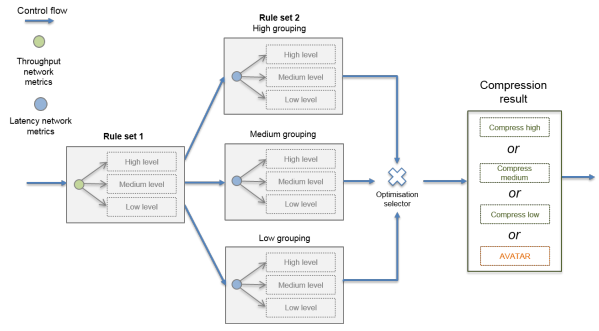 Control flow
Throughput
network
metrics
Latency network
metrics
Rule set 1
High level
Medium level
Low level
Rule set 2
High grouping
High level
Medium level
Low level
Medium grouping
High level
Medium level
Low level
Low grouping
High level
Medium level
Low level
Optimisation
selector
Compression
result
Compress high
or
Compress
medium
or
Compress low
or
AVATAR